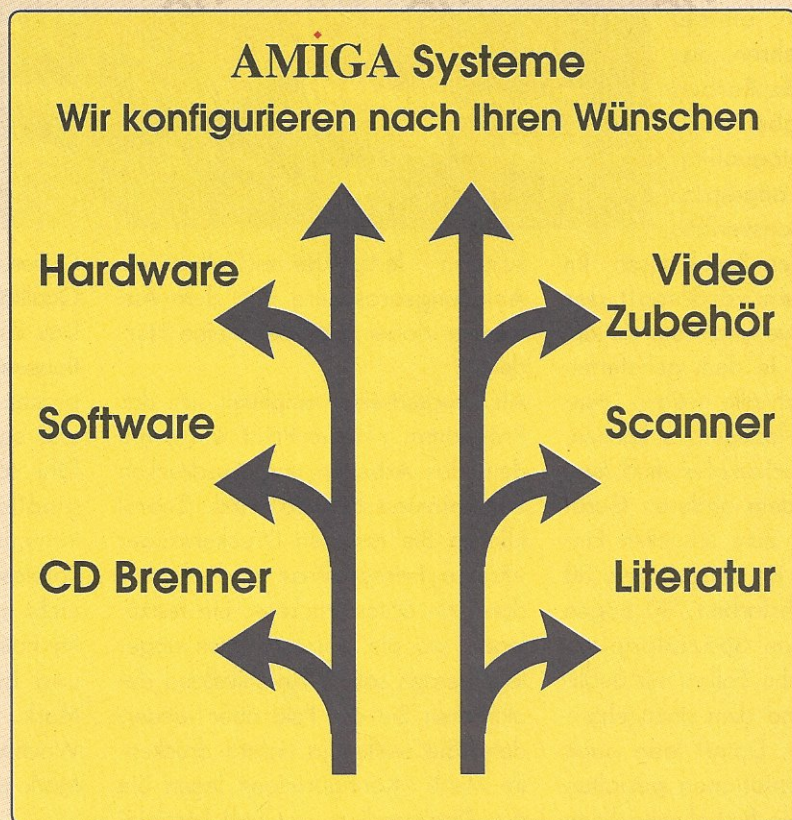 AMIGA Systeme
Wir konfigurieren nach Ihren Wünschen
Hardware
Software
CD Brenner
Video
Zubehör
Scanner
Literatur